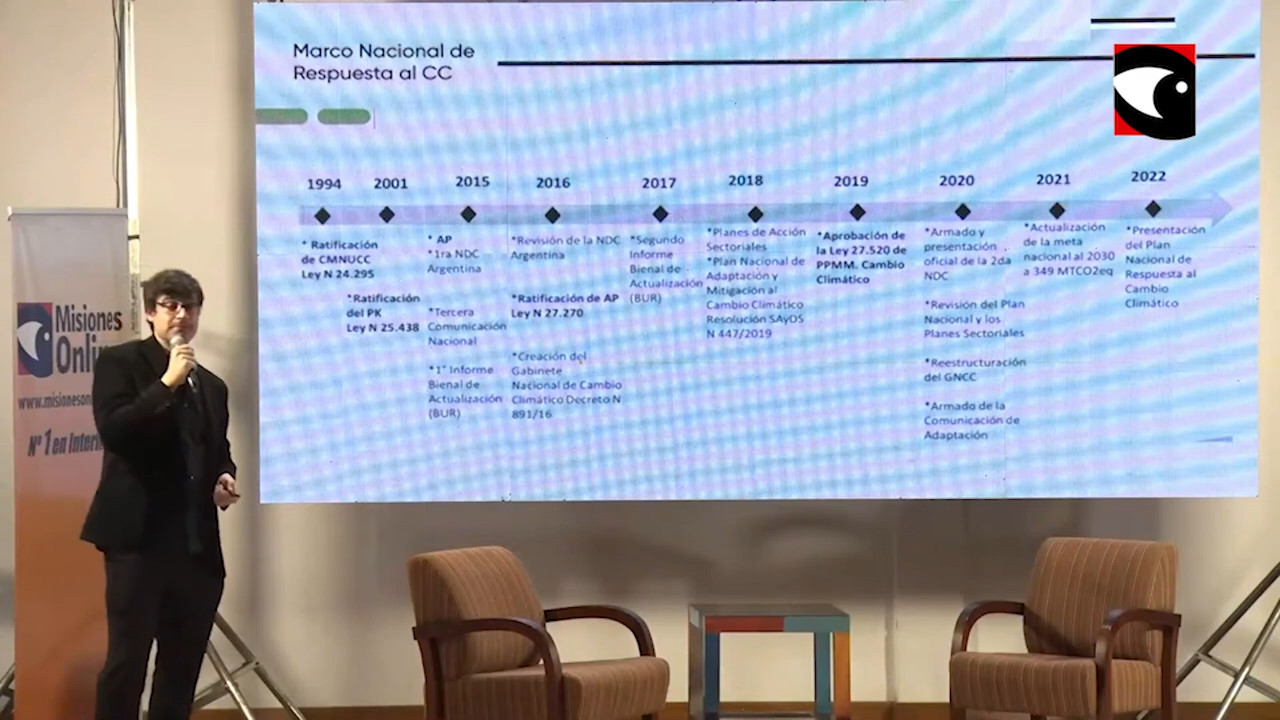 Marco Nacional de
Respuesta al CC
1994
2001
2015
2016
2017
2018
2019
2020
2021
2022
* Ratificación
de CMNUCC
Ley N 24.295
*Ratificación
del PK
Ley N 25.438
* AP
*1ra NDC
Argentina
*Tercera
Comunicación
Nacional
*1° Informe
Bienal de
Actualización
(BUR)
*Revisión de la NDC
Argentina
*Ratificación de AP
Ley N 27.270
*Creación del
Gabinete
Nacional de Cambio
Climático Decreto N
891/16
*Segundo
Informe
Bienal de
Actualización
(BUR)
*Planes de Acción
Sectoriales
*Plan Nacional de
Adaptación y
Mitigación al
Cambio Climático
Resolución SAyDS
N 447/2019
*Aprobación de
la Ley 27.520 de
PPMM. Cambio
Climático
*Armado y
presentación
oficial de la 2da
NDC
*Revisión del Plan
Nacional y los
Planes Sectoriales
*Reestructuración
del GNCC
*Armado de la
Comunicación de
Adaptación
*Actualización
de la meta
nacional al 2030
a 349 MTCO2eq
*Presentación
del Plan
Nacional de
Respuesta al
Cambio
Climático
Misiones
Onlin
www.misioneson
Nº 1 en Intern